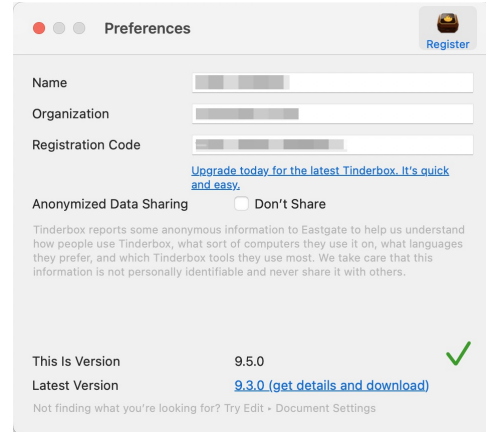 Preferences
Register
Name
Organization
Registration Code
Upgrade today for the latest Tinderbox. It's quick
and easy.
Anonymized Data Sharing Don't Share
Tinderbox reports some anonymous information to Eastgate to help us understand
how people use Tinderbox, what sort of computers they use it on, what languages
they prefer, and which Tinderbox tools they use most. We take care that this
information is not personally identifiable and never share it with others.
This Is Version 9.5.0
Latest Version 9.3.0 (get details and download)
Not finding what you're looking for? Try Edit • Document Settings